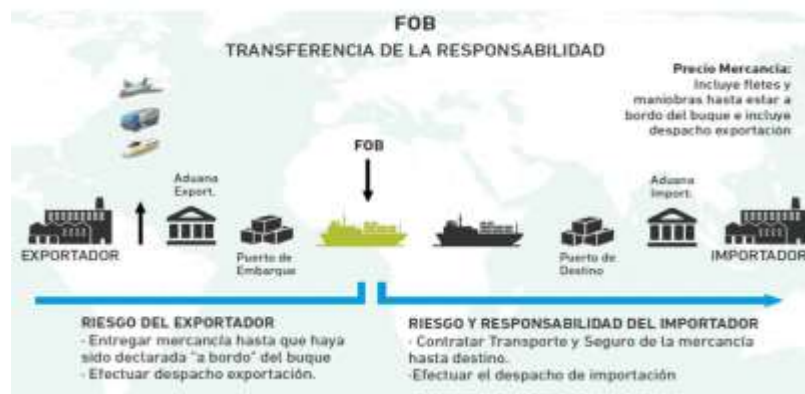 FOB
TRANSFERENCIA DE LA RESPONSABILIDAD
Precio Mercancía:
Incluye fletes y
maniobras hasta estar a
bordo del buque e incluye
despacho exportación
FOB
Aduana
Export.
Aduana
Import.
EXPORTADOR
Puerto de
Embarque
Puerto de
Destino
IMPORTADOR
RIESGO DEL EXPORTADOR
- Entregar mercancía hasta que haya
sido declarada "a bordo" del buque
- Efectuar despacho exportación.
RIESGO Y RESPONSABILIDAD DEL IMPORTADOR
- Contratar Transporte y Seguro de la mercancía
hasta destino.
-Efectuar el despacho de importación